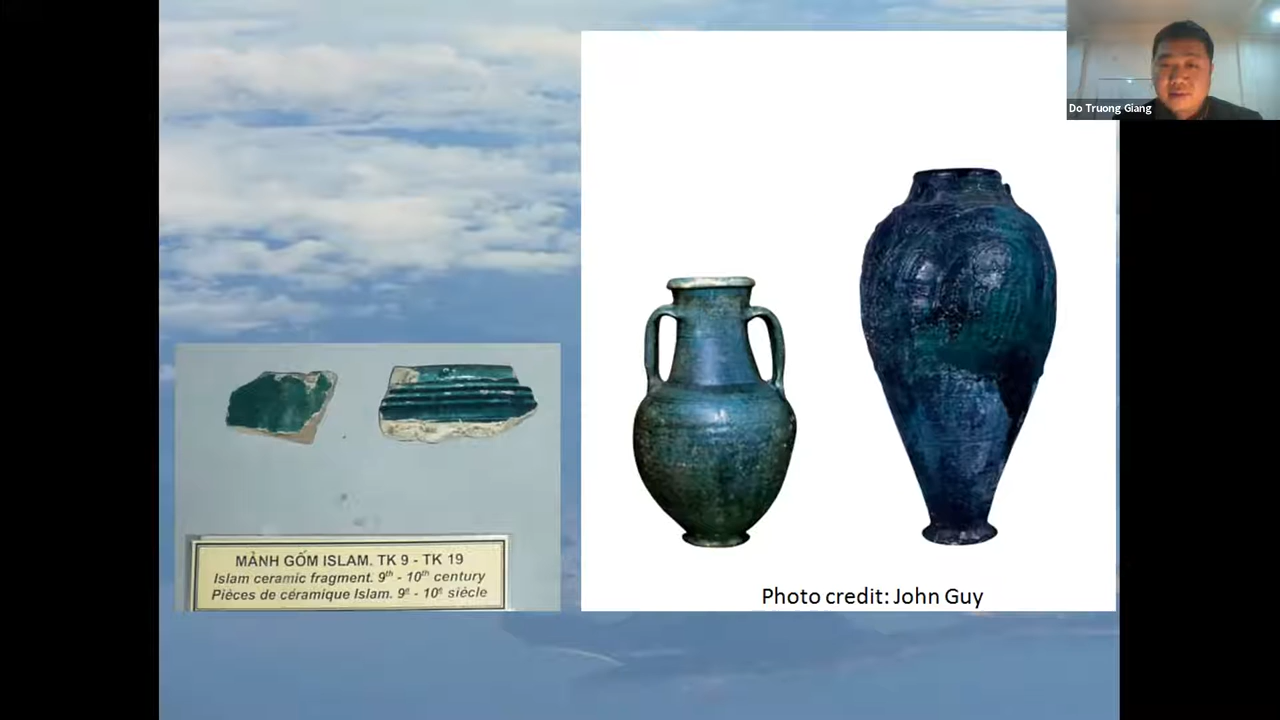 Do Truong Giang
MẢNH GỐM ISLAM. TK 9 - TK 19
Islam ceramic fragment. 9th - 10th century
Pièces de céramique Islam. 9e - 10e siècle
Photo credit: John Guy